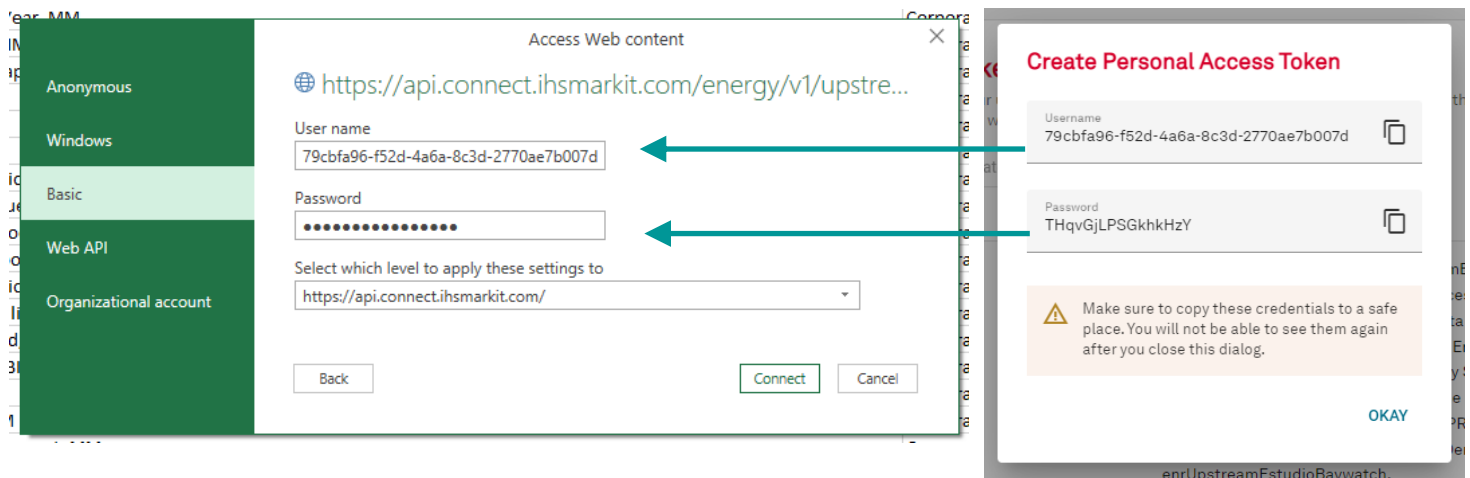 Access Web content
Anonymous
Windows
Basic
Web API
Organizational account
https://api.connect.ihsmarkit.com/energy/v1/upstre...
User name
79cbfa96-f52d-4a6a-8c3d-2770ae7b007d
Password
Select which level to apply these settings to
https://api.connect.ihsmarkit.com/
Back
Connect
Cancel
Create Personal Access Token
Username
79cbfa96-f52d-4a6a-8c3d-2770ae7b007d
Password
THqvGjLPSGkhkHzY
Make sure to copy these credentials to a safe
place. You will not be able to see them again
after you close this dialog.
OKAY
enrUpstreamEstudioBaywatch.